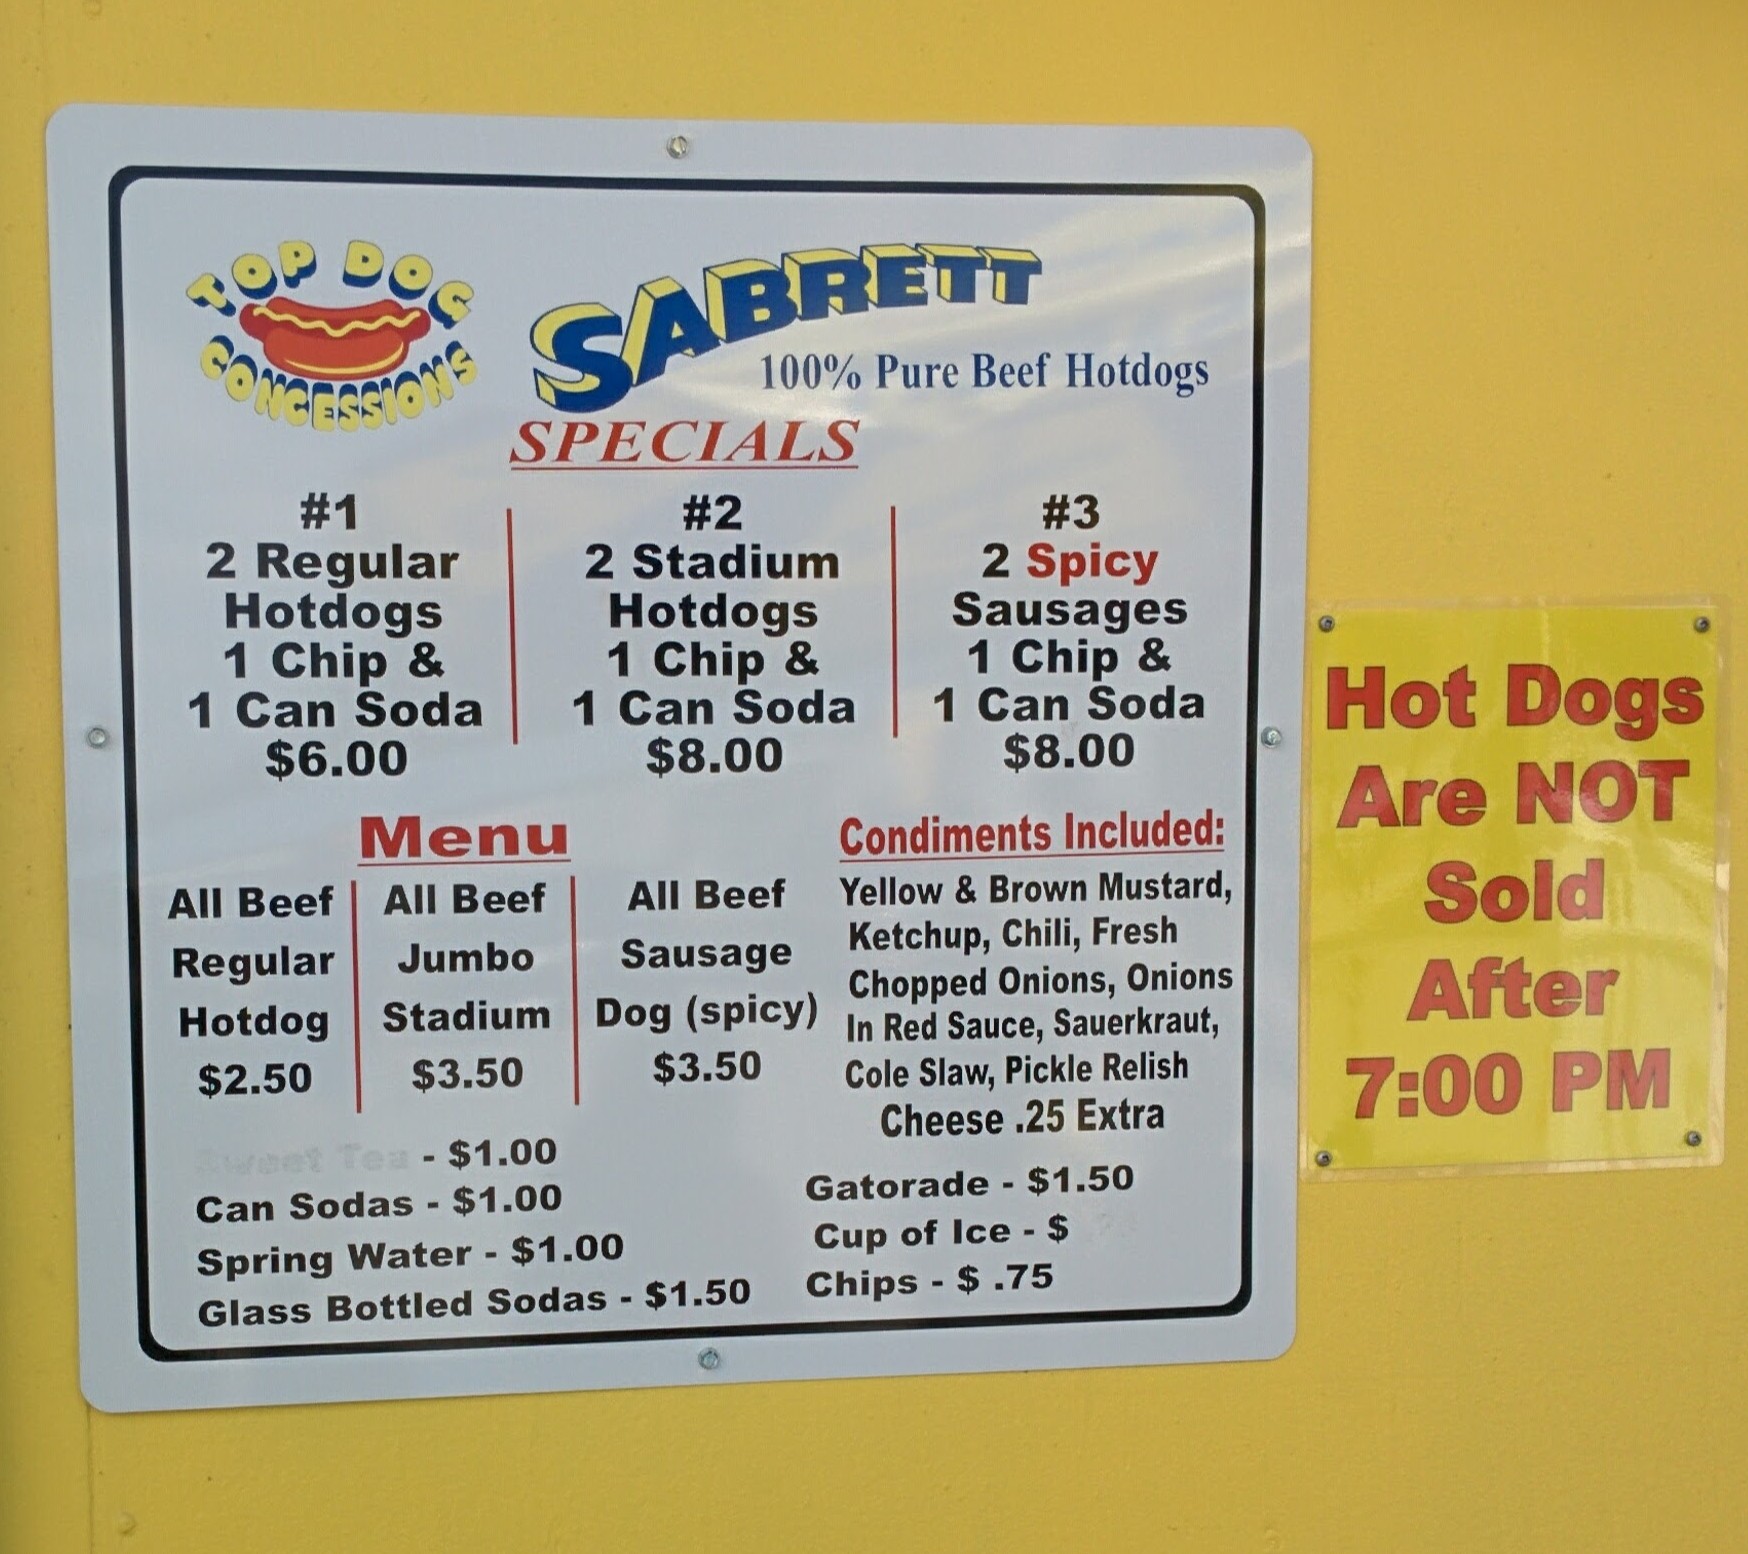 TOP DOG
CONCESSIONS
SABRETT
100% Pure Beef Hotdogs
SPECIALS
#1
2 Regular
Hotdogs
1 Chip &
1 Can Soda
$6.00
#2
2 Stadium
Hotdogs
1 Chip &
1 Can Soda
$8.00
#3
2 Spicy
Sausages
1 Chip &
1 Can Soda
$8.00
Menu
All Beef
Regular
Hotdog
$2.50
All Beef
Jumbo
Stadium
$3.50
All Beef
Sausage
Dog (spicy)
$3.50
Condiments Included:
Yellow & Brown Mustard,
Ketchup, Chili, Fresh
Chopped Onions, Onions
In Red Sauce, Sauerkraut,
Cole Slaw, Pickle Relish
Cheese .25 Extra
Sweet Tea - $1.00
Can Sodas - $1.00
Spring Water - $1.00
Glass Bottled Sodas - $1.50
Gatorade - $1.50
Cup of Ice - $
Chips - $ .75
Hot Dogs
Are NOT
Sold
After
7:00 PM